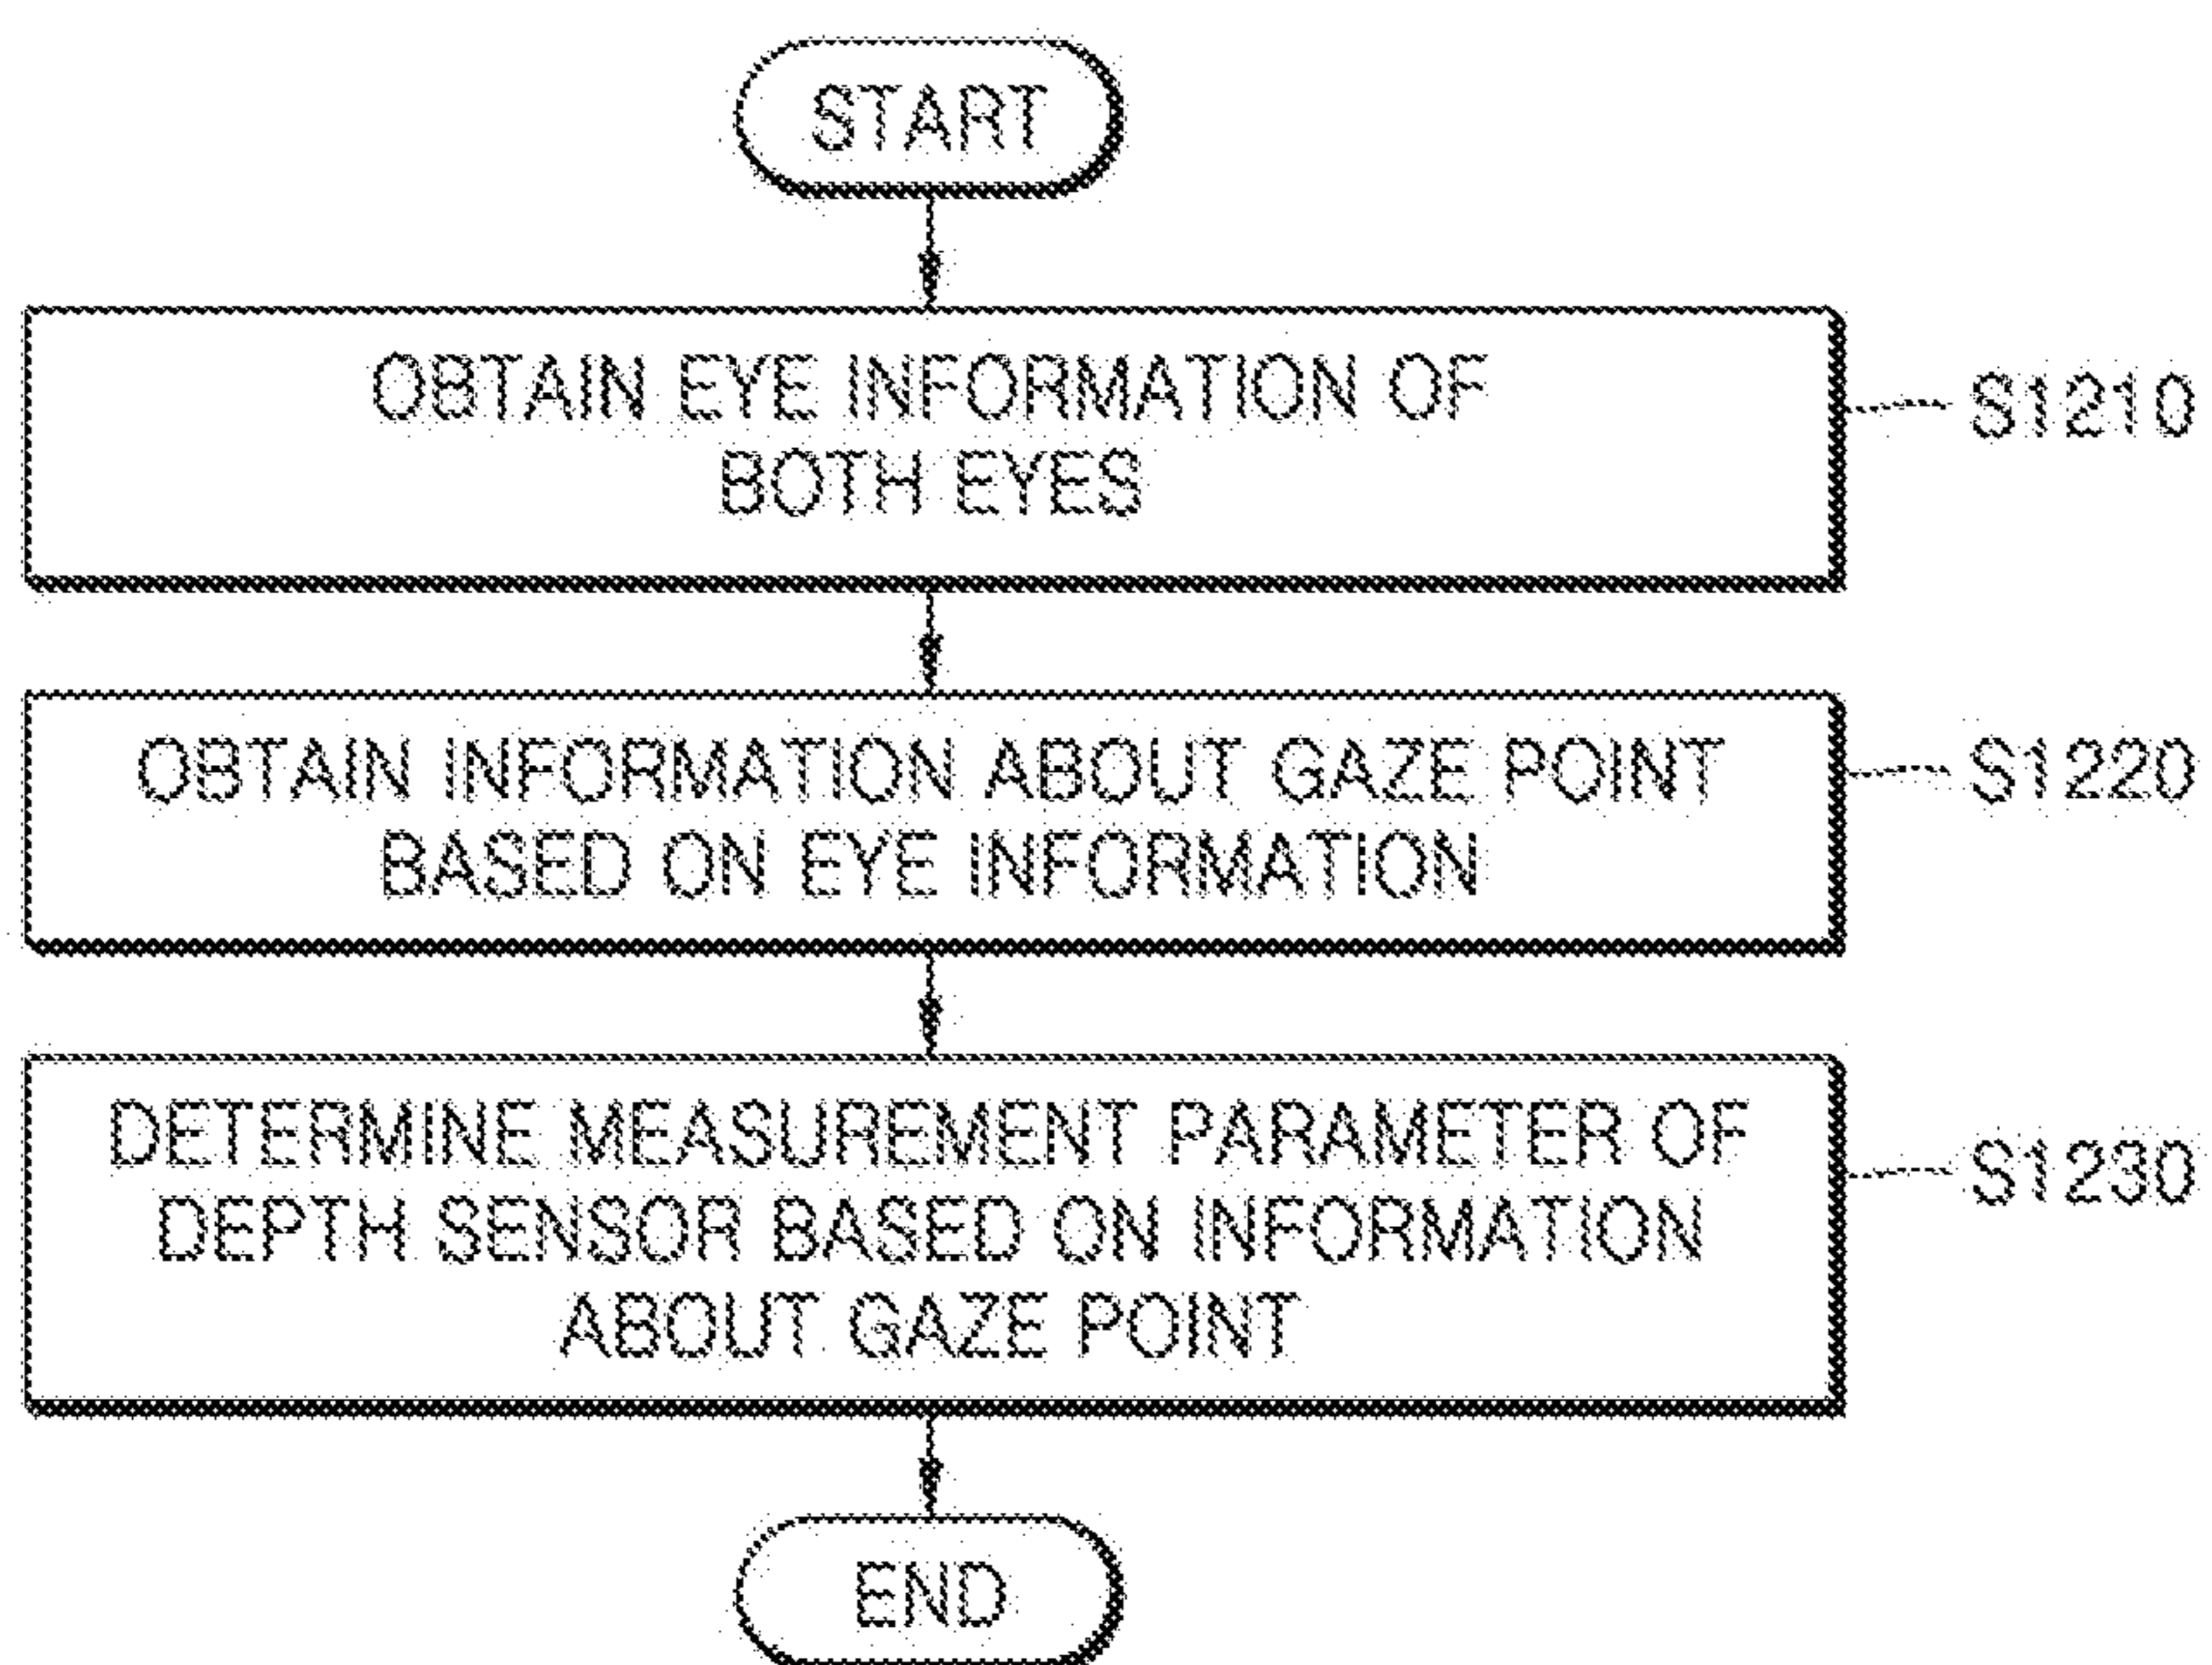 START
OBTAIN EYE INFORMATION OF
BOTH EYES
S1210
OBTAIN INFORMATION ABOUT GAZE POINT
BASED ON EYE INFORMATION
S1220
DETERMINE MEASUREMENT PARAMETER OF
DEPTH SENSOR BASED ON INFORMATION
ABOUT GAZE POINT
S1230
END